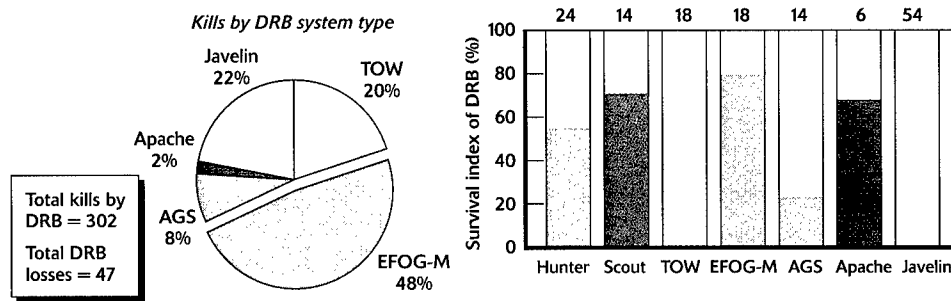 Kills by DRB system type
Javelin
22%
TOW
20%
Apache
2%
AGS
8%
EFOG-M
48%
Total kills by
DRB = 302
Total DRB
losses = 47
24 14 18 18 14 6 54
Survival index of DRB (%)
100
80
60
40
20
0
Hunter Scout TOW EFOG-M AGS Apache Javelin